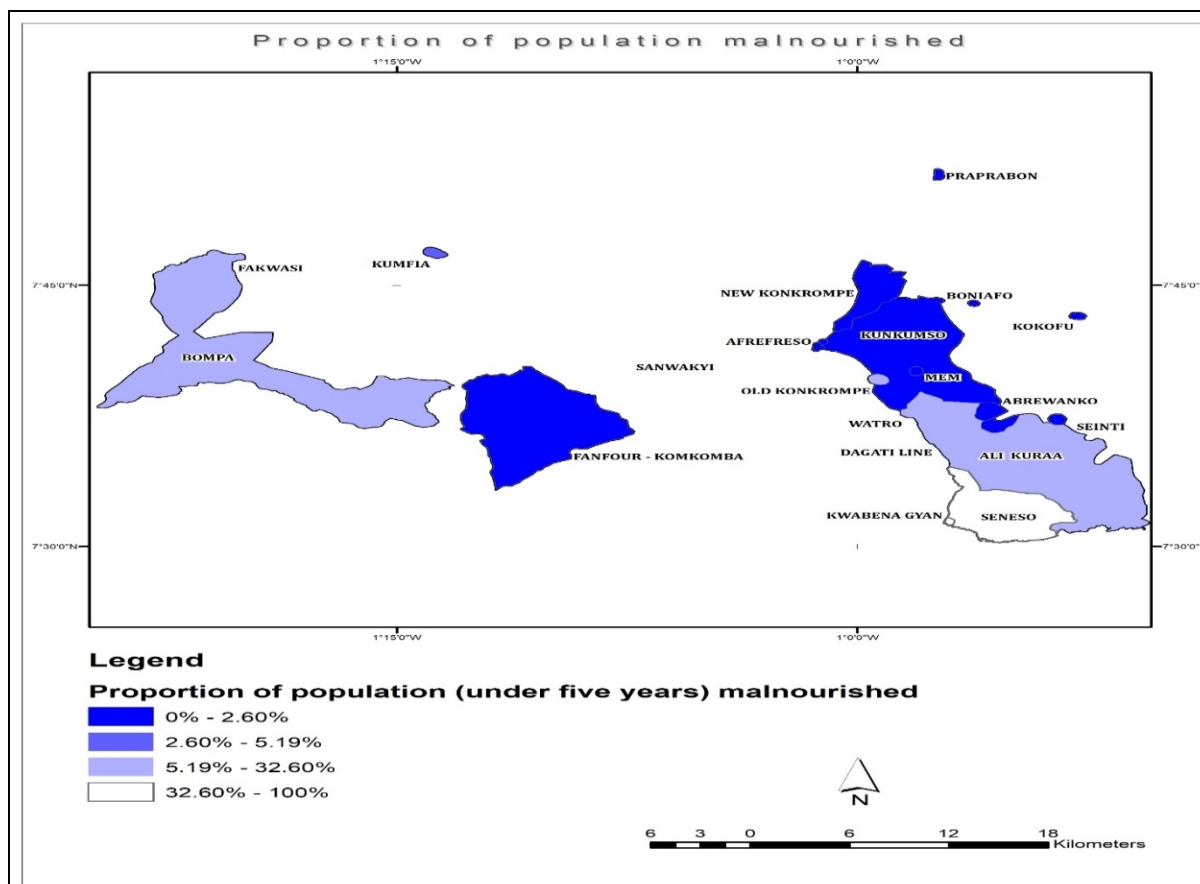 Proportion of population malnourished
1°15'0"W
1°0'0"W
PRAPRABON
FAKWASI
KUMFIA
7°45'0"N
7°45'0"N
NEW KONKROMPE
BONIAFO
KOKOFU
AFREFRESO
KUNKUMSO
BOMPA
SANWAKYI
MEM
OLD KONKROMPE
ABREWANKO
WATRO
SEINTI
DAGATI LINE
ALI KURAA
FANFOUR - KOMKOMBA
KWABENA GYAN
SENESO
7°30'0"N
7°30'0"N
1°15'0"W
1°0'0"W
Legend
Proportion of population (under five years) malnourished
0% - 2.60%
2.60% - 5.19%
5.19% - 32.60%
32.60% - 100%
N
6 3 0 6 12 18
Kilometers